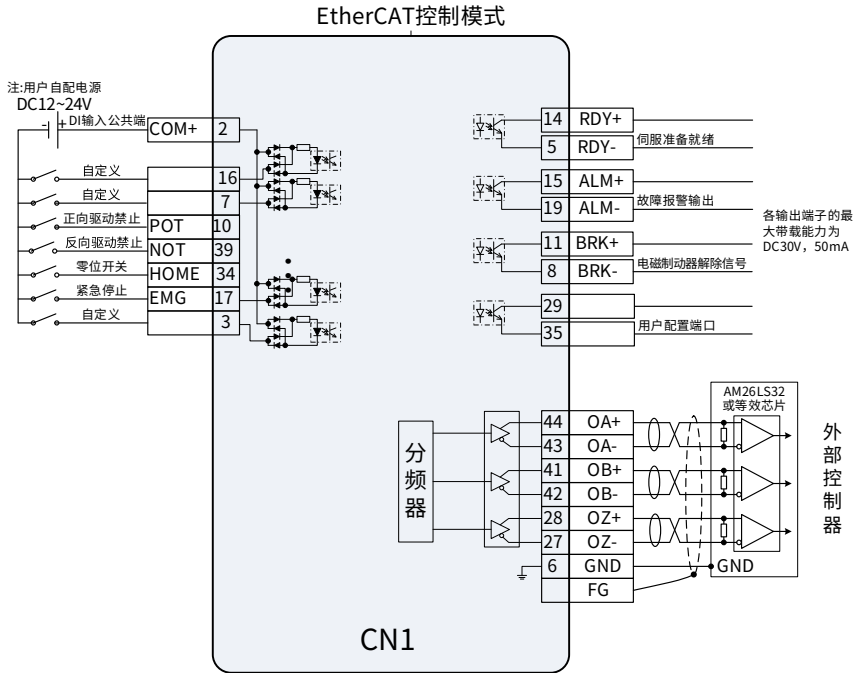 EtherCAT控制模式
注:用户自配电源
DC12~24V
- + DI输入公共端 COM+ 2
自定义 16
自定义 7
正向驱动禁止 POT 10
反向驱动禁止 NOT 39
零位开关 HOME 34
紧急停止 EMG 17
自定义 3
14 RDY+
5 RDY- 伺服准备就绪
15 ALM+
19 ALM- 故障报警输出
11 BRK+
8 BRK- 电磁制动器解除信号
29
35 用户配置端口
各输出端子的最
大带载能力为
DC30V，50mA
AM26LS32
或等效芯片
分频器
44 OA+
43 OA-
41 OB+
42 OB-
28 OZ+
27 OZ-
6 GND GND
FG
外部控制器
CN1